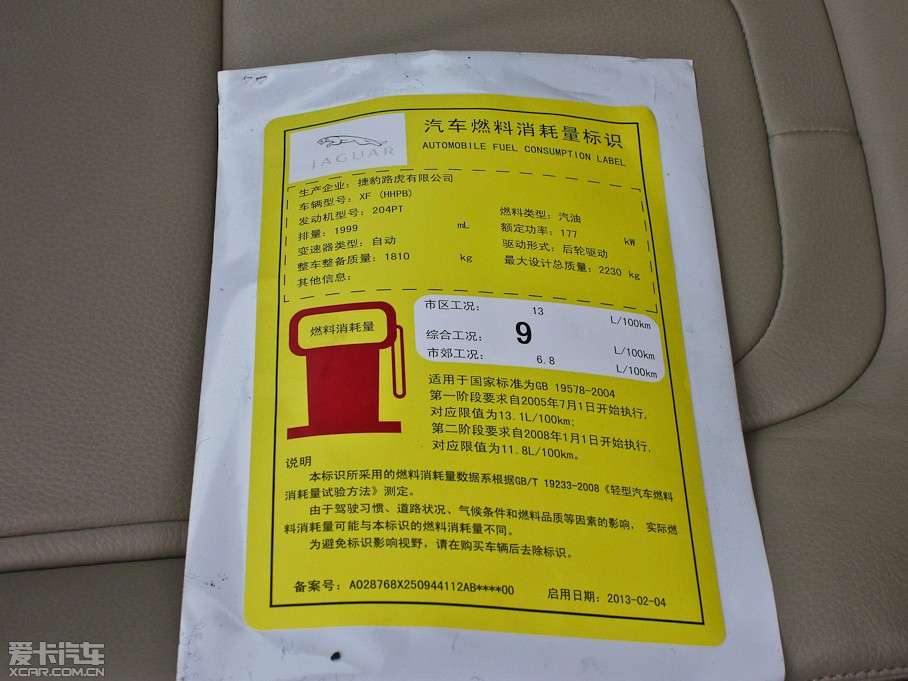 JAGUAR
汽车燃料消耗量标识
AUTOMOBILE FUEL CONSUMPTION LABEL
生产企业：捷豹路虎有限公司
车辆型号：XF (HHPB)
发动机型号：204PT
燃料类型：汽油
排量：1999 mL
额定功率：177 kW
变速器类型：自动
驱动形式：后轮驱动
整车整备质量：1810 kg
最大设计总质量：2230 kg
其他信息：
燃料消耗量
市区工况： 13 L/100km
综合工况： 9 L/100km
市郊工况： 6.8 L/100km
适用于国家标准为GB 19578-2004
第一阶段要求自2005年7月1日开始执行，
对应限值为13.1L/100km；
第二阶段要求自2008年1月1日开始执行，
对应限值为11.8L/100km。
说明
本标识所采用的燃料消耗量数据系根据GB/T 19233-2008《轻型汽车燃料
消耗量试验方法》测定。
由于驾驶习惯、道路状况、气候条件和燃料品质等因素的影响， 实际燃
料消耗量可能与本标识的燃料消耗量不同。
为避免标识影响视野，请在购买车辆后去除标识。
备案号：A028768X250944112AB****00
启用日期：2013-02-04
爱卡汽车
XCAR.COM.CN